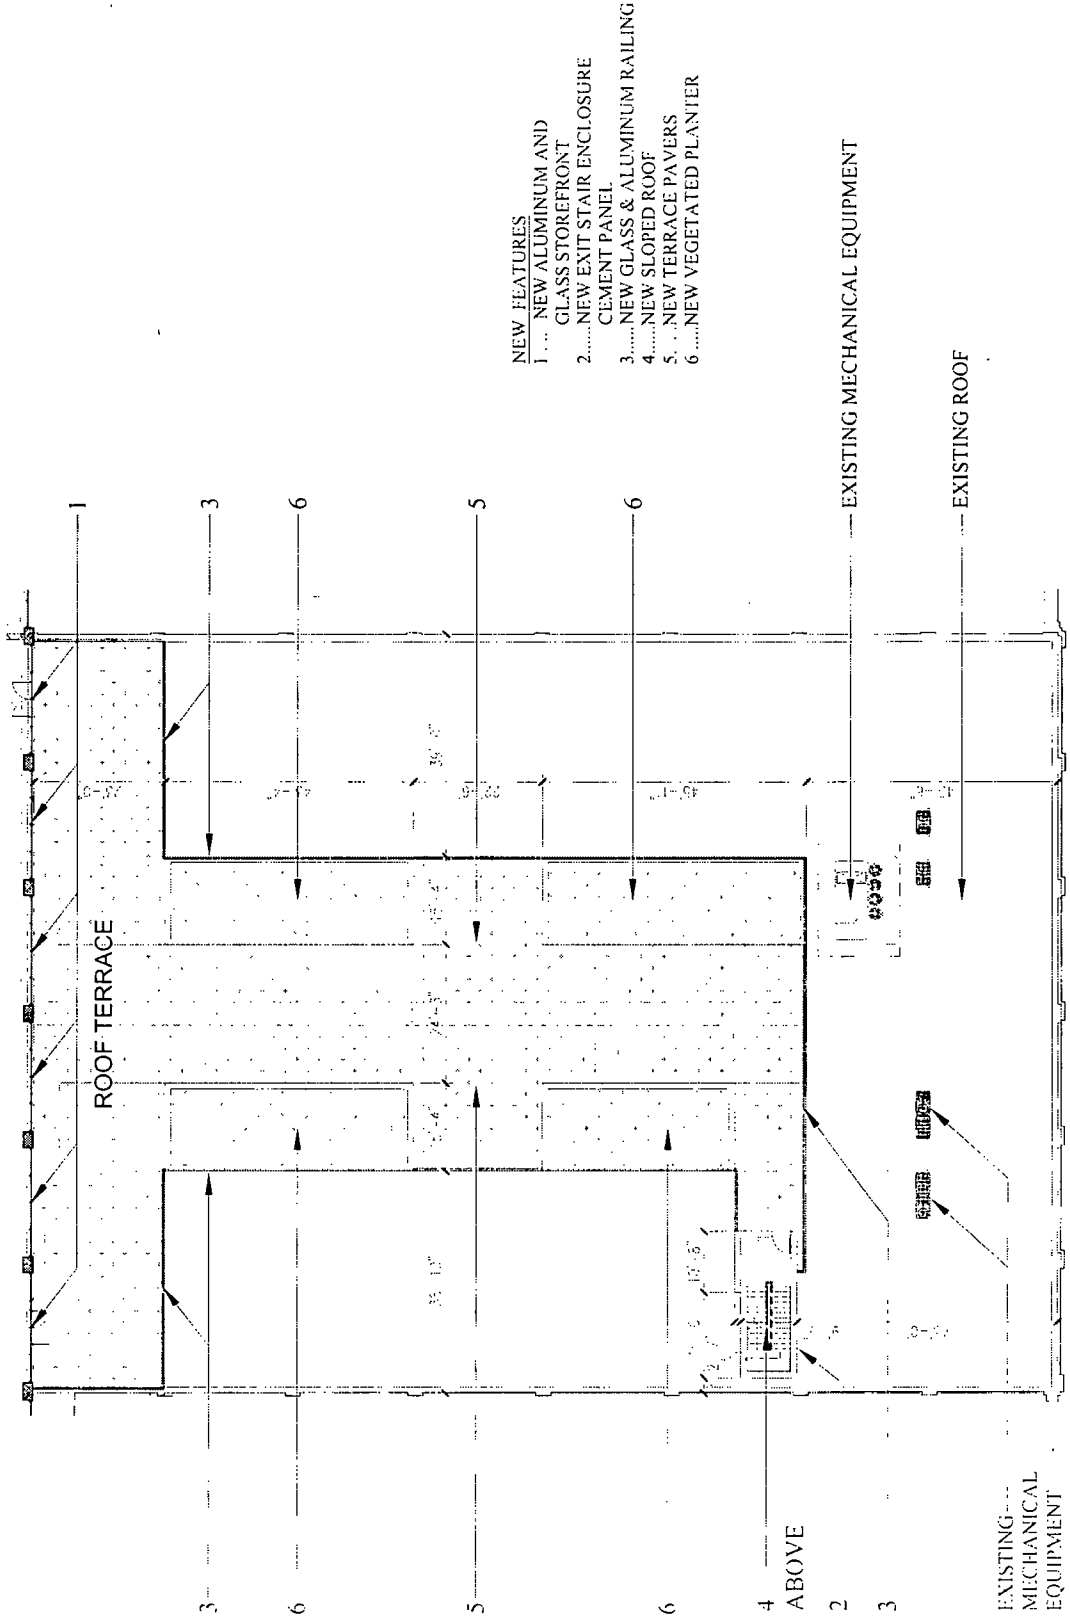 NEW FEATURES
1 .... NEW ALUMINUM AND
GLASS STOREFRONT
2......NEW EXIT STAIR ENCLOSURE
CEMENT PANEL
3......NEW GLASS & ALUMINUM RAILING
4......NEW SLOPED ROOF
5. . ..NEW TERRACE PAVERS
6 .....NEW VEGETATED PLANTER
1
3
6
5
6
EXISTING MECHANICAL EQUIPMENT
EXISTING ROOF
ROOF TERRACE
3
6
5
6
4
ABOVE
2
3
EXISTING
MECHANICAL
EQUIPMENT